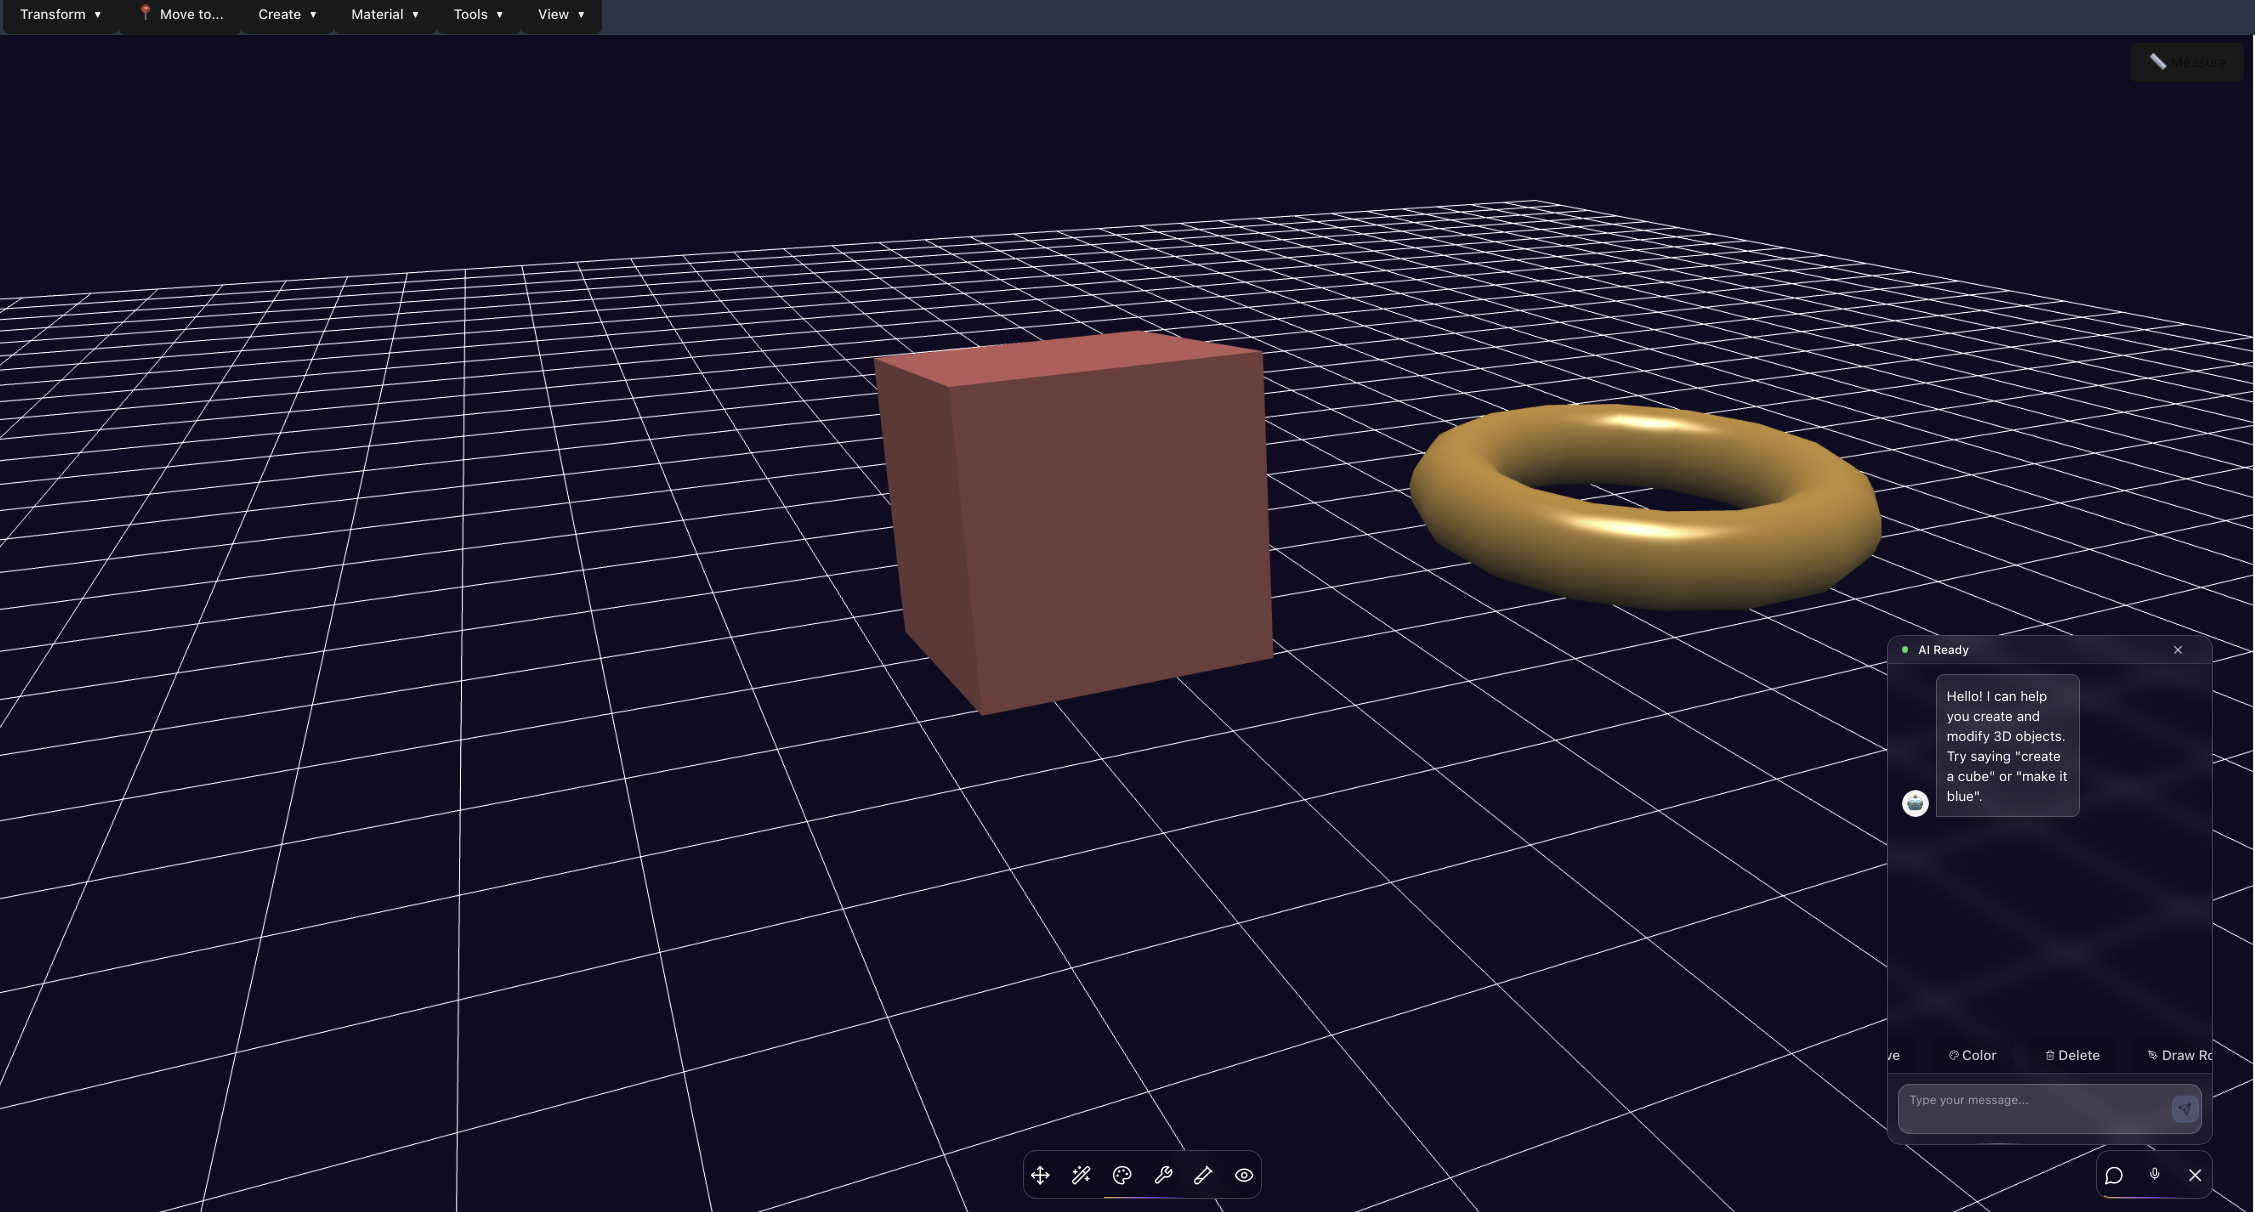 Transform ▼ Move to... Create ▼ Material ▼ Tools ▼ View ▼
Measure
AI Ready
Hello! I can help
you create and
modify 3D objects.
Try saying "create
a cube" or "make it
blue".
ve Color Delete Draw Ro
Type your message...